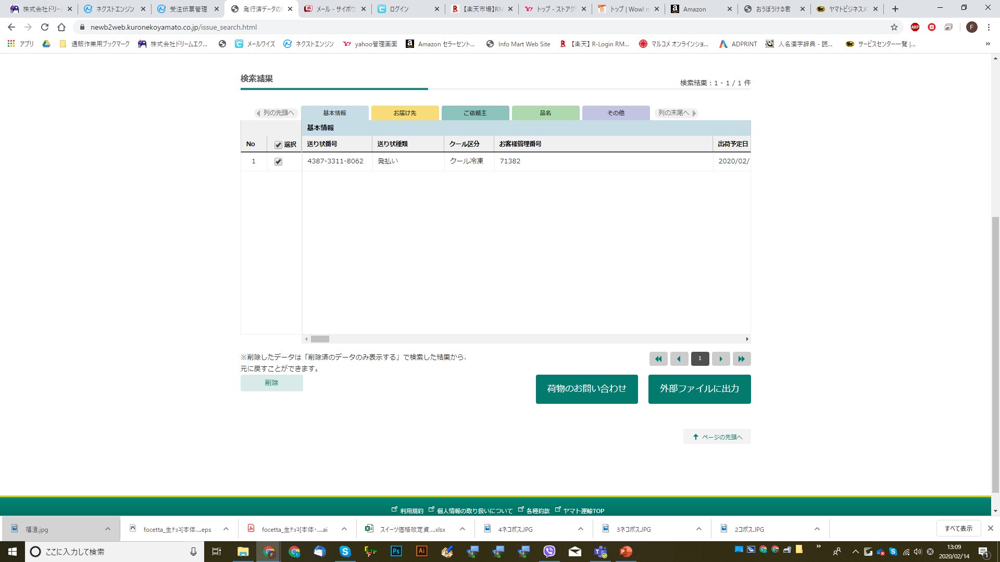 株式会社ドリーム
ネクストエンジン
受注伝票管理
発行済データの
メール - サイボウ
ログイン
【楽天市場】RM
トップ - ストアク
トップ | Wow! m
Amazon
おうぼうける君
ヤマトビジネスメ
newb2web.kuronekoyamato.co.jp/issue_search.html
ABP
F
アプリ
通販作業用ブックマーク
株式会社ドリームエク...
メールワイズ
ネクストエンジン
yahoo管理画面
Amazon セラーセント...
Info Mart Web Site
【楽天】R-Login RM...
マルコメ オンラインショ...
ADPRINT
人名漢字辞典 - 読...
サービスセンター一覧 |...
»
検索結果
検索結果：1 - 1 / 1 件
列の先頭へ
基本情報
お届け先
ご依頼主
品名
その他
列の末尾へ
基本情報
No
選択
送り状番号
送り状種類
クール区分
お客様管理番号
出荷予定日
1
4387-3311-8062
発払い
クール冷凍
71382
2020/02/
※削除したデータは「削除済のデータのみ表示する」で検索した結果から、
元に戻すことができます。
1
削除
荷物のお問い合わせ
外部ファイルに出力
ページの先頭へ
利用規約
個人情報の取り扱いについて
各種約款
ヤマト運輸TOP
福澄.jpg
focetta_生ﾁｮｺ[本体....eps
focetta_生ﾁｮｺ[本体・....ai
スイーツ価格改定資....xlsx
4ネコポス.JPG
3ネコポス.JPG
2コポス.JPG
すべて表示
ここに入力して検索
13:09
2020/02/14
1